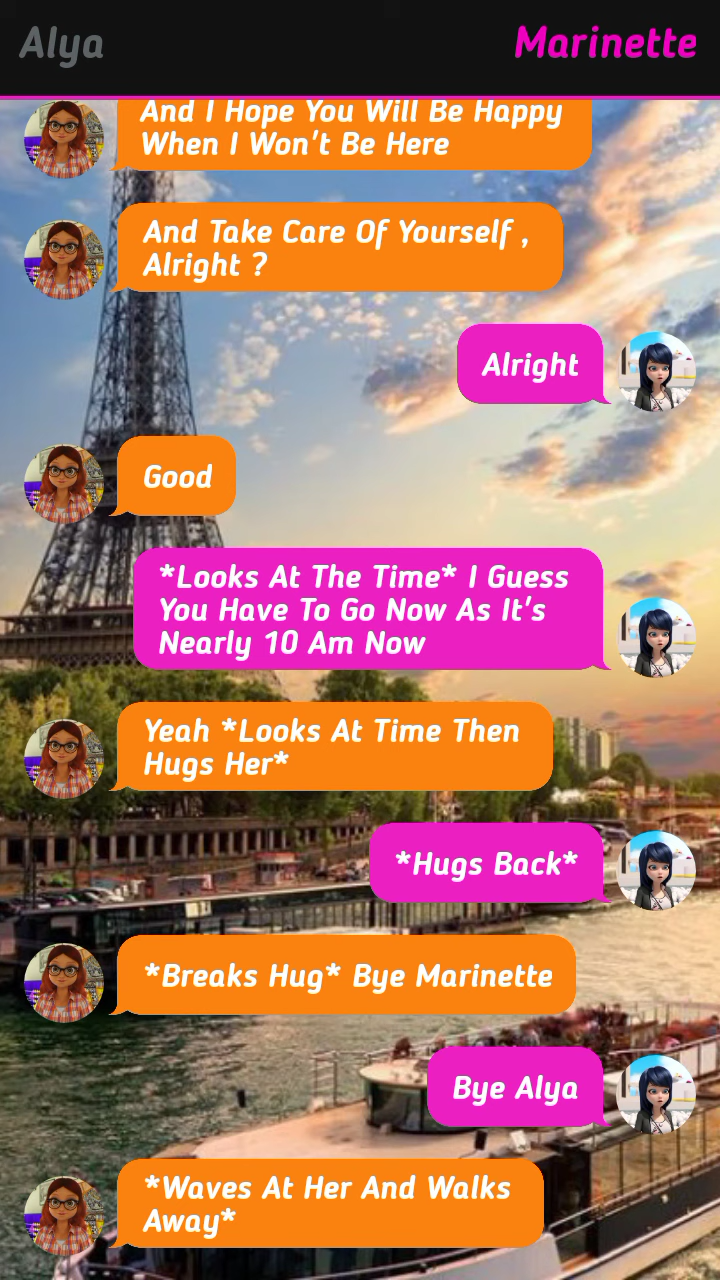 Alya
Marinette
And I Hope You Will Be Happy
When I Won't Be Here
And Take Care Of Yourself ,
Alright ?
Alright
Good
*Looks At The Time* I Guess
You Have To Go Now As It's
Nearly 10 Am Now
Yeah *Looks At Time Then
Hugs Her*
*Hugs Back*
*Breaks Hug* Bye Marinette
Bye Alya
*Waves At Her And Walks
Away*